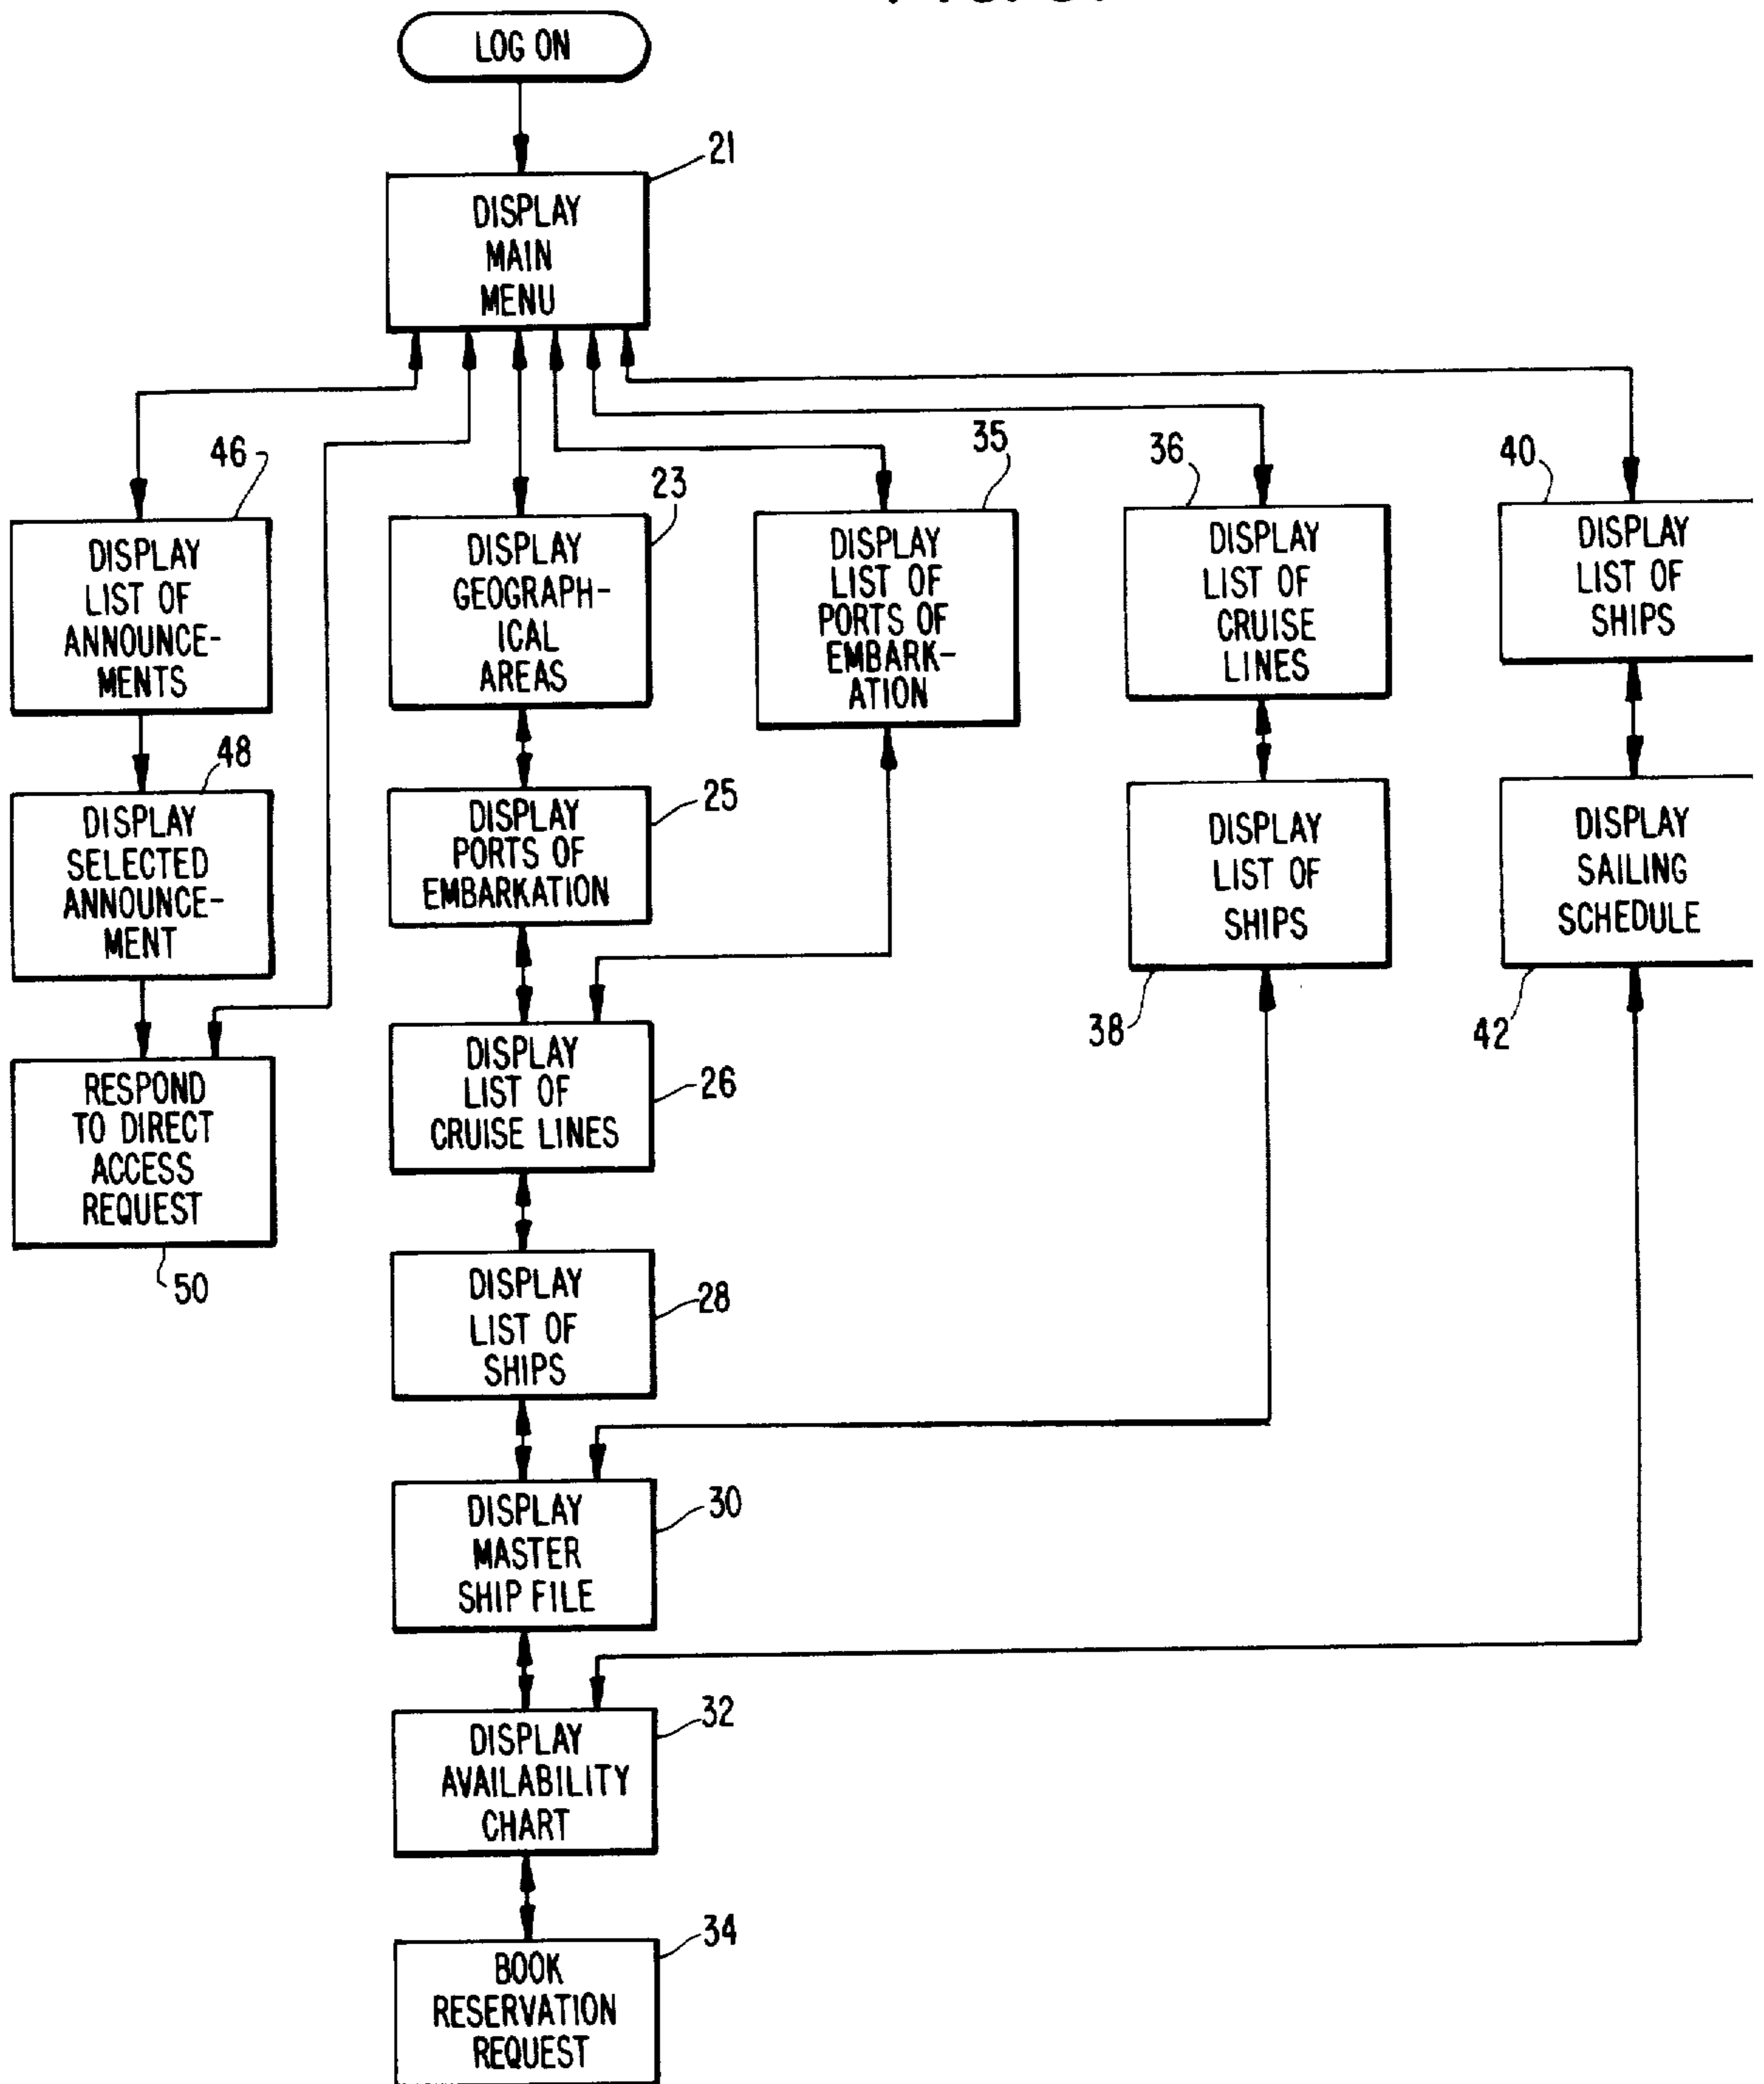 LOG ON
21
DISPLAY
MAIN
MENU
46
DISPLAY
LIST OF
ANNOUNCE-
MENTS
23
DISPLAY
GEOGRAPH-
ICAL
AREAS
35
DISPLAY
LIST OF
PORTS OF
EMBARK-
ATION
36
DISPLAY
LIST OF
CRUISE
LINES
40
DISPLAY
LIST OF
SHIPS
48
DISPLAY
SELECTED
ANNOUNCE-
MENT
25
DISPLAY
PORTS OF
EMBARKATION
DISPLAY
LIST OF
SHIPS
38
DISPLAY
SAILING
SCHEDULE
42
RESPOND
TO DIRECT
ACCESS
REQUEST
50
DISPLAY
LIST OF
CRUISE LINES
26
DISPLAY
LIST OF
SHIPS
28
DISPLAY
MASTER
SHIP FILE
30
DISPLAY
AVAILABILITY
CHART
32
BOOK
RESERVATION
REQUEST
34